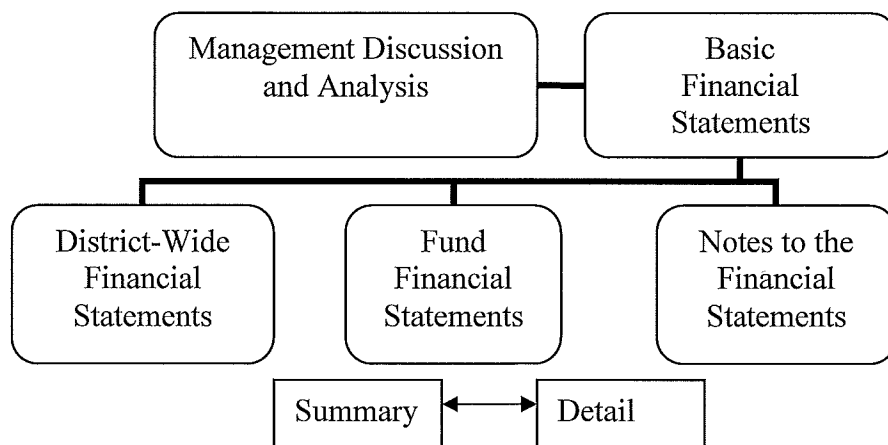 Management Discussion
and Analysis
Basic
Financial
Statements
District-Wide
Financial
Statements
Fund
Financial
Statements
Notes to the
Financial
Statements
Summary
Detail